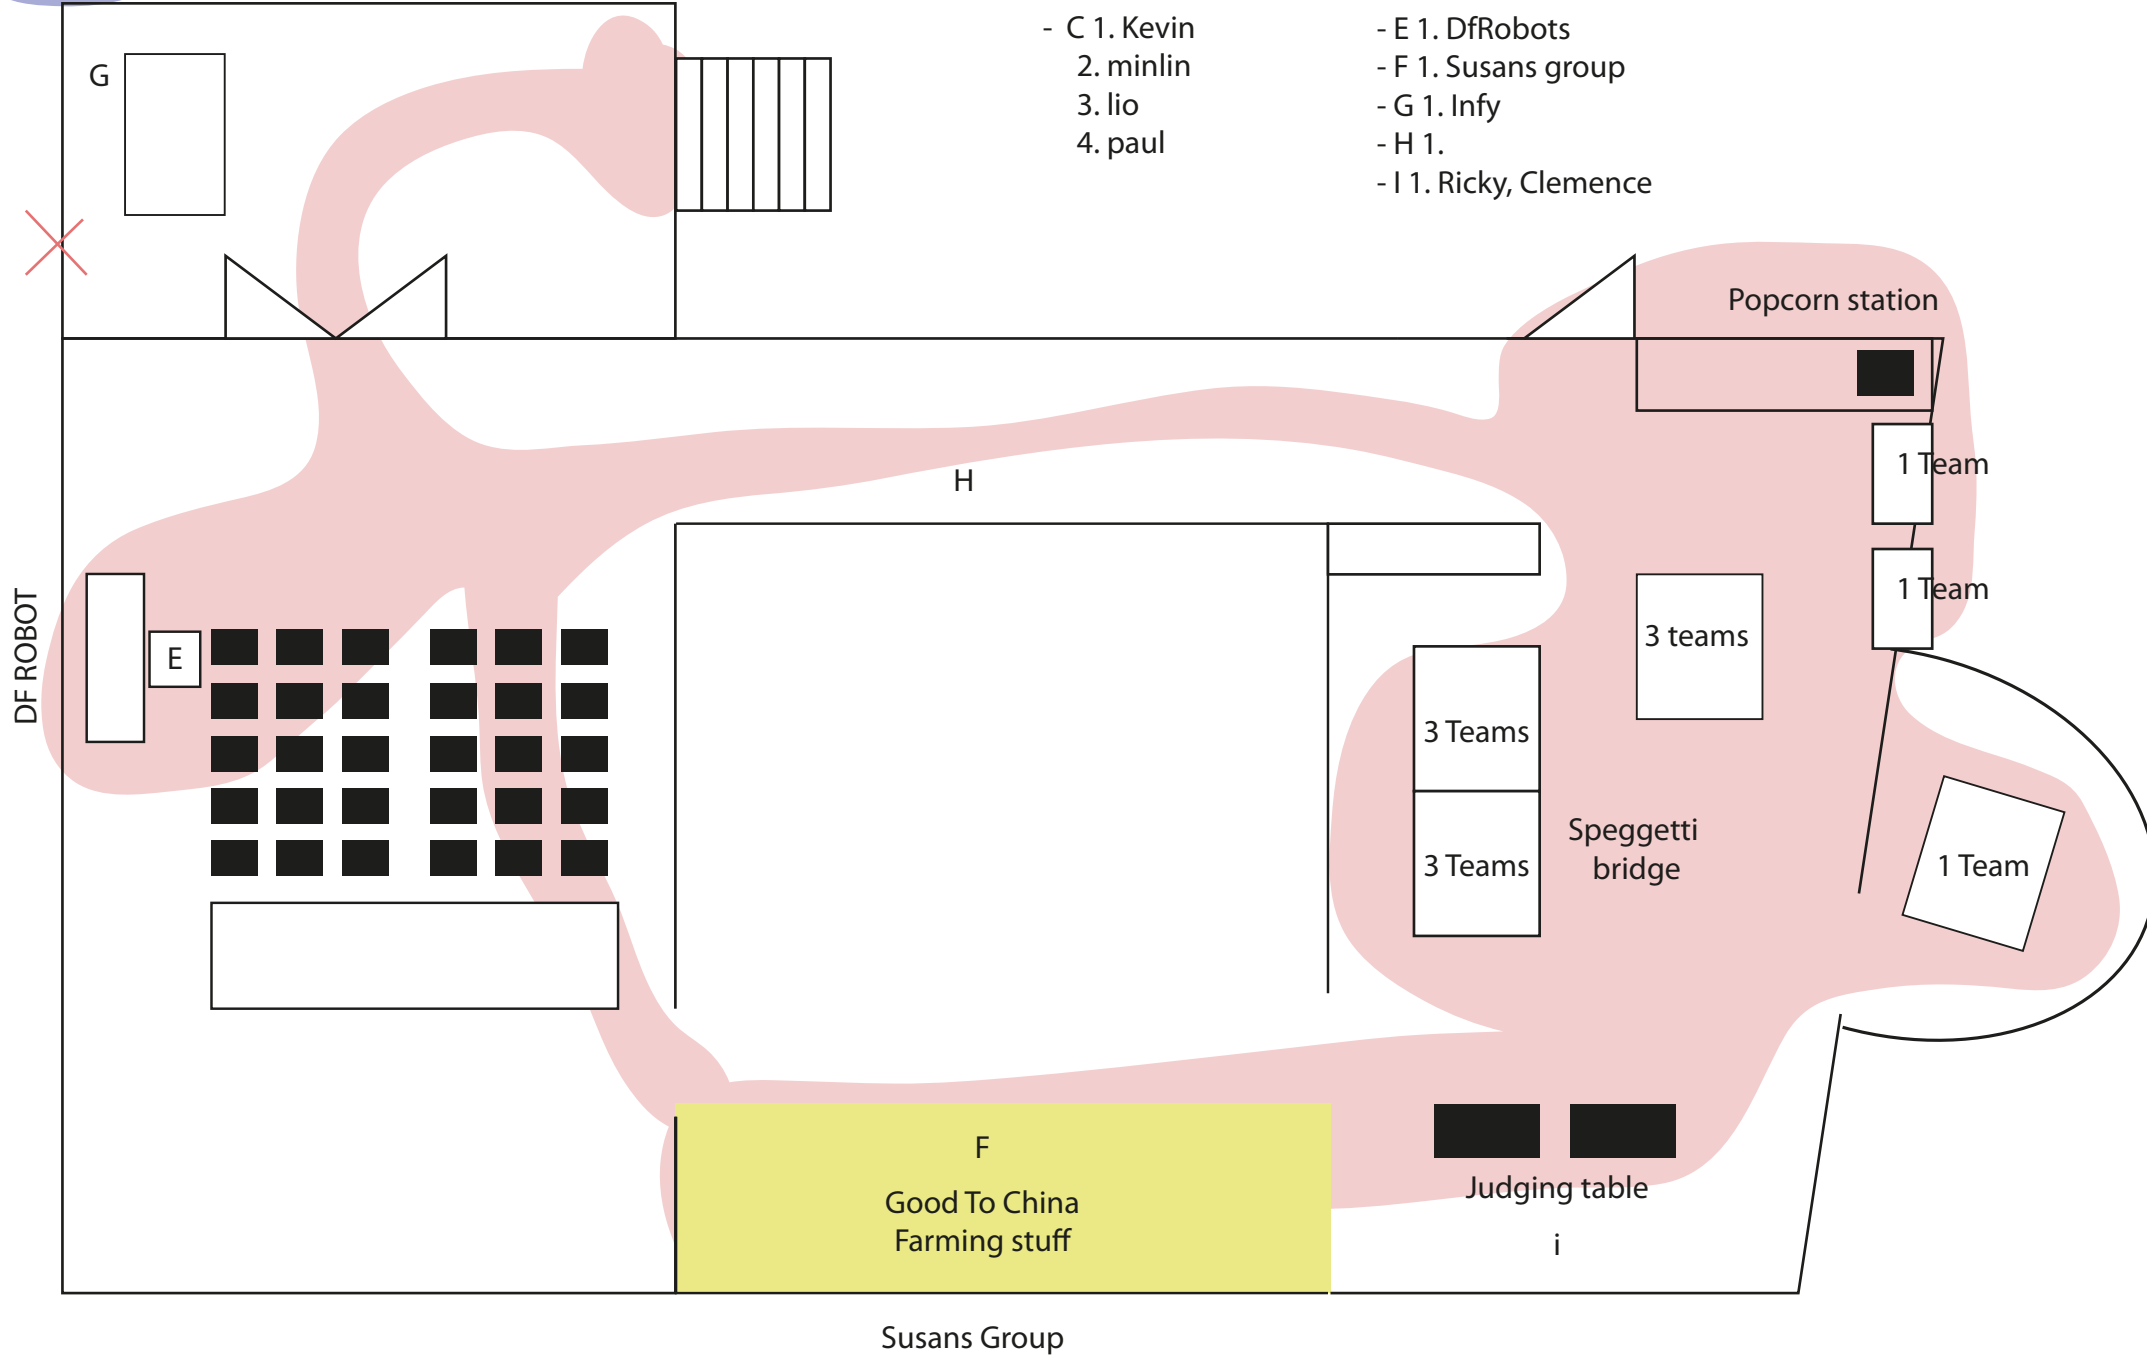 - C 1. Kevin
2. minlin
3. lio
4. paul
- E 1. DfRobots
- F 1. Susans group
- G 1. Infy
- H 1.
- I 1. Ricky, Clemence
G
Popcorn station
1 Team
H
1 Team
DF ROBOT
E
3 teams
3 Teams
Speggetti
bridge
3 Teams
1 Team
F
Good To China
Farming stuff
Judging table
i
Susans Group